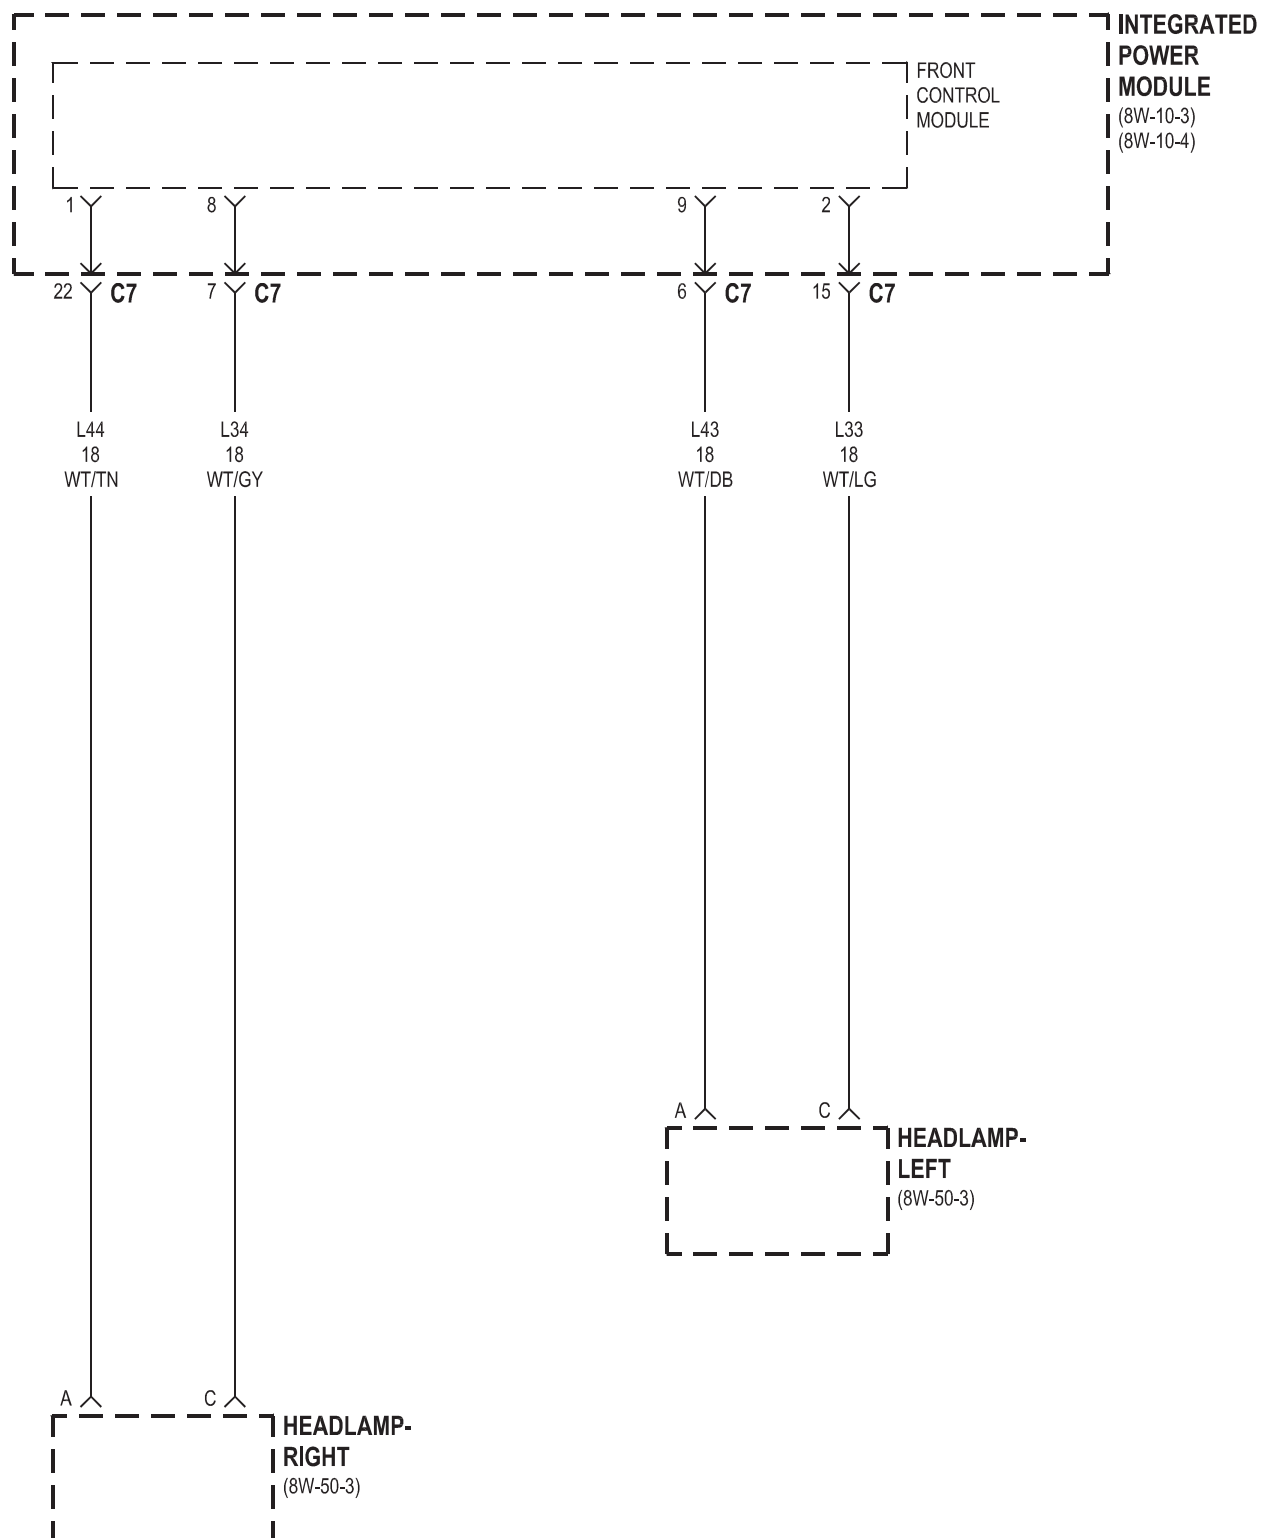 INTEGRATED
POWER
MODULE
(8W-10-3)
(8W-10-4)
FRONT
CONTROL
MODULE
1 8 9 2
22 C7 7 C7 6 C7 15 C7
L44 L34 L43 L33
18 18 18 18
WT/TN WT/GY WT/DB WT/LG
A C
HEADLAMP-
LEFT
(8W-50-3)
A C
HEADLAMP-
RIGHT
(8W-50-3)